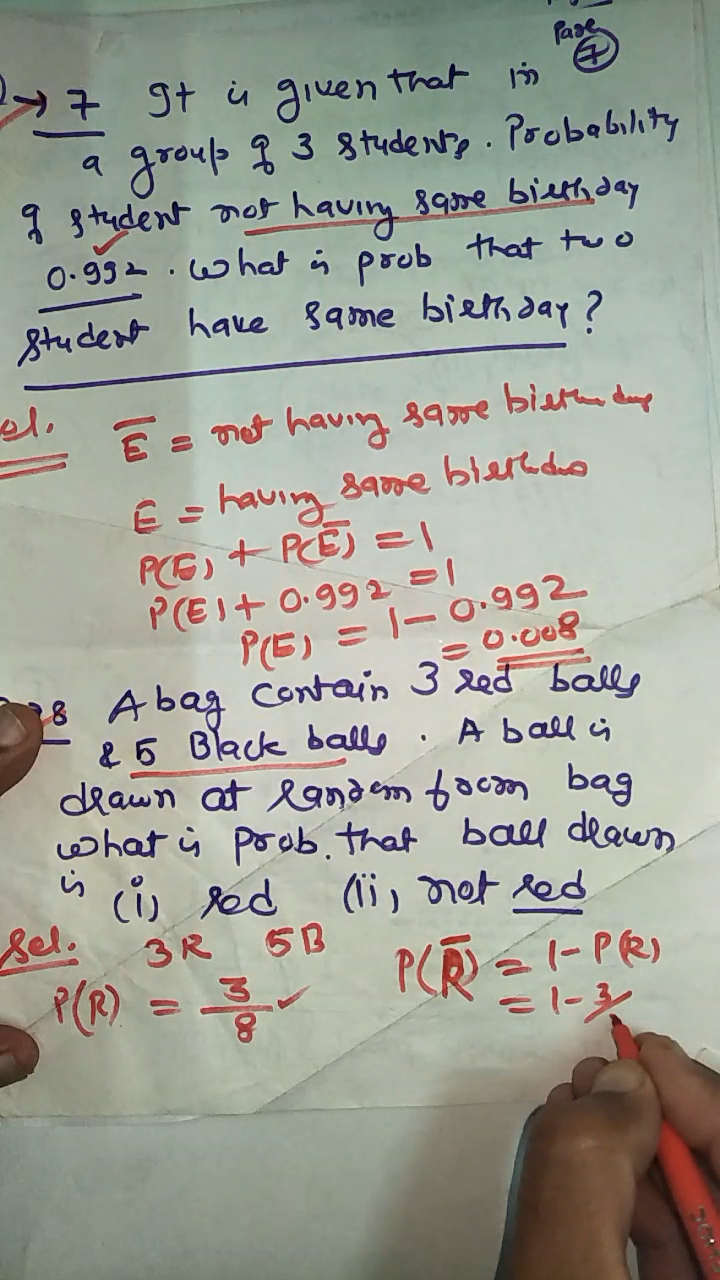 Page
7
7 It is given that in
a group of 3 students. Probability
of student not having same birthday
0.992. What is prob that two
student have same birthday?
Sol. E̅ = not having same birthday
E = having same birthday
P(E) + P(E̅) = 1
P(E) + 0.992 = 1
P(E) = 1 - 0.992
= 0.008
8 A bag contain 3 red balls
& 5 Black balls. A ball is
drawn at random from bag
what is prob. that ball drawn
is (i) red (ii) not red
Sol. 3R 5B
P(R) = 3/8
P(R̅) = 1 - P(R)
= 1 - 3/